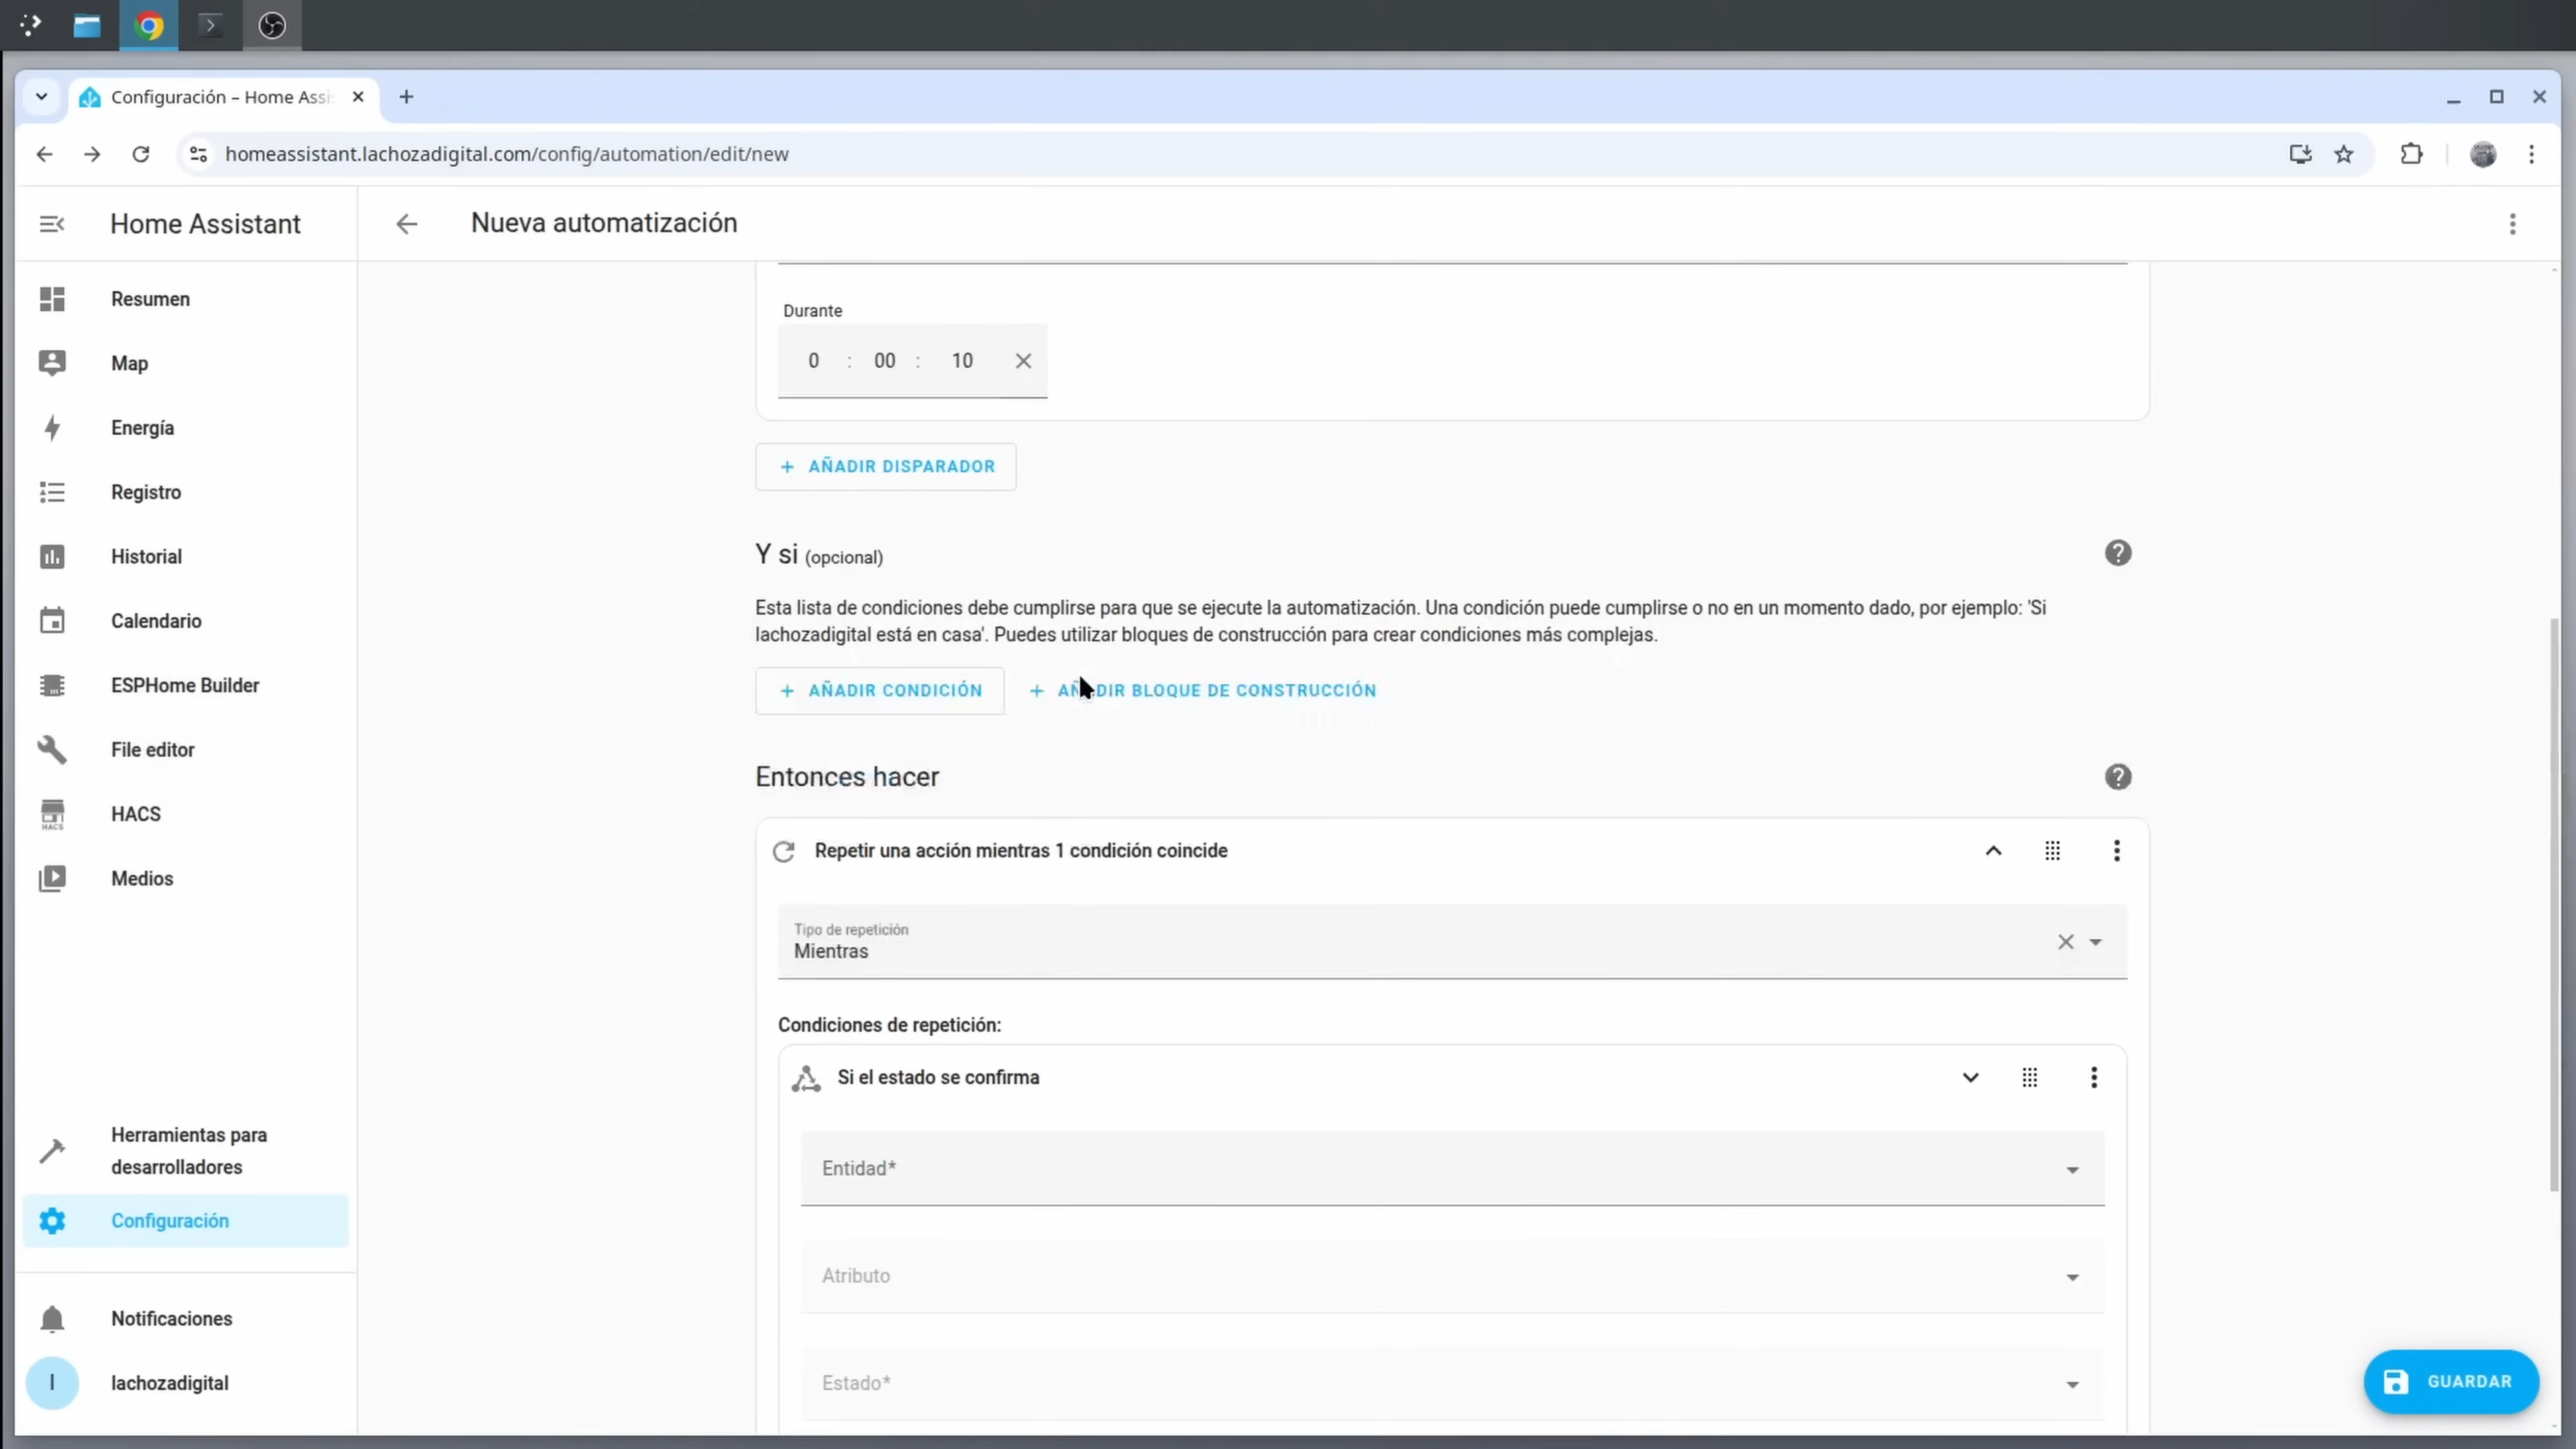 Configuración – Home Assi
homeassistant.lachozadigital.com/config/automation/edit/new
Home Assistant
Nueva automatización
Resumen
Map
Energía
Registro
Historial
Calendario
ESPHome Builder
File editor
HACS
HACS
Medios
Herramientas para
desarrolladores
Configuración
Notificaciones
l
lachozadigital
Durante
0 : 00 : 10
+ AÑADIR DISPARADOR
Y si (opcional)
Esta lista de condiciones debe cumplirse para que se ejecute la automatización. Una condición puede cumplirse o no en un momento dado, por ejemplo: 'Si
lachozadigital está en casa'. Puedes utilizar bloques de construcción para crear condiciones más complejas.
+ AÑADIR CONDICIÓN
+ AÑADIR BLOQUE DE CONSTRUCCIÓN
Entonces hacer
Repetir una acción mientras 1 condición coincide
Tipo de repetición
Mientras
Condiciones de repetición:
Si el estado se confirma
Entidad*
Atributo
Estado*
GUARDAR